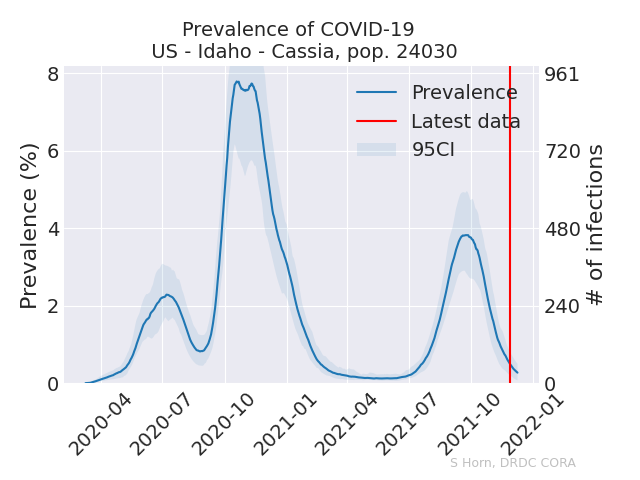 Prevalence of COVID-19
US - Idaho - Cassia, pop. 24030
Prevalence (%)
8
6
4
2
0
Prevalence
Latest data
95CI
961
720
480
240
0
# of infections
2020-04
2020-07
2020-10
2021-01
2021-04
2021-07
2021-10
2022-01
S Horn, DRDC CORA